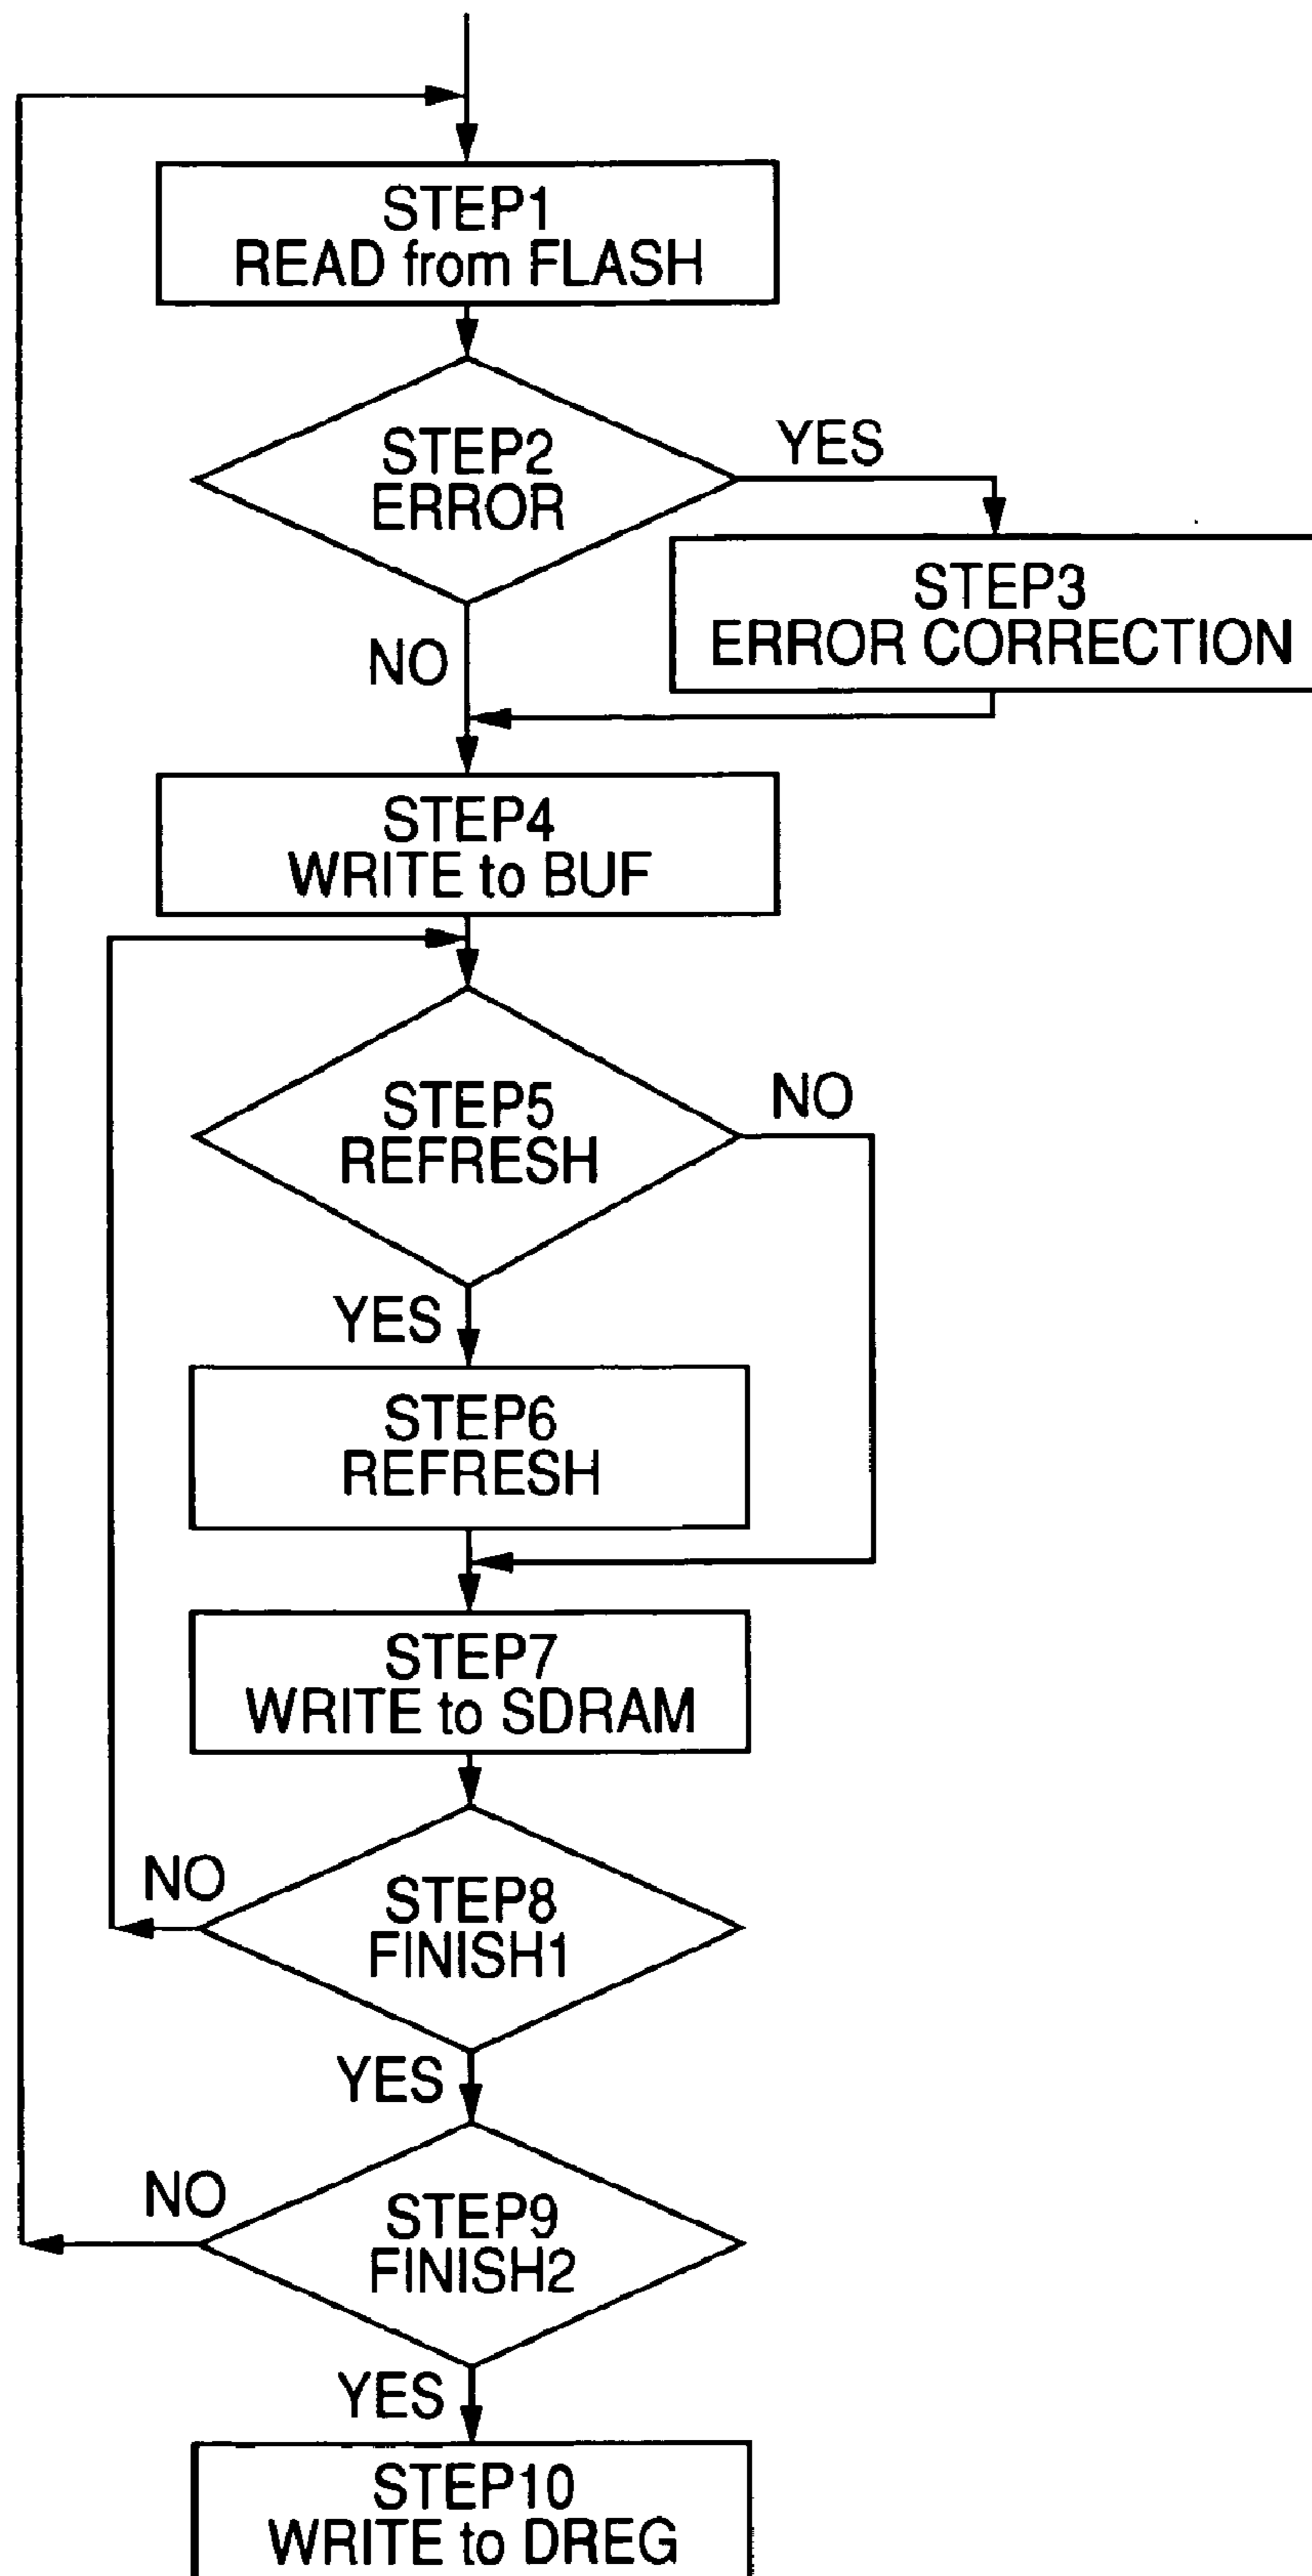 STEP1
READ from FLASH
STEP2
ERROR
YES
STEP3
ERROR CORRECTION
NO
STEP4
WRITE to BUF
STEP5
REFRESH
NO
YES
STEP6
REFRESH
STEP7
WRITE to SDRAM
NO
STEP8
FINISH1
YES
NO
STEP9
FINISH2
YES
STEP10
WRITE to DREG